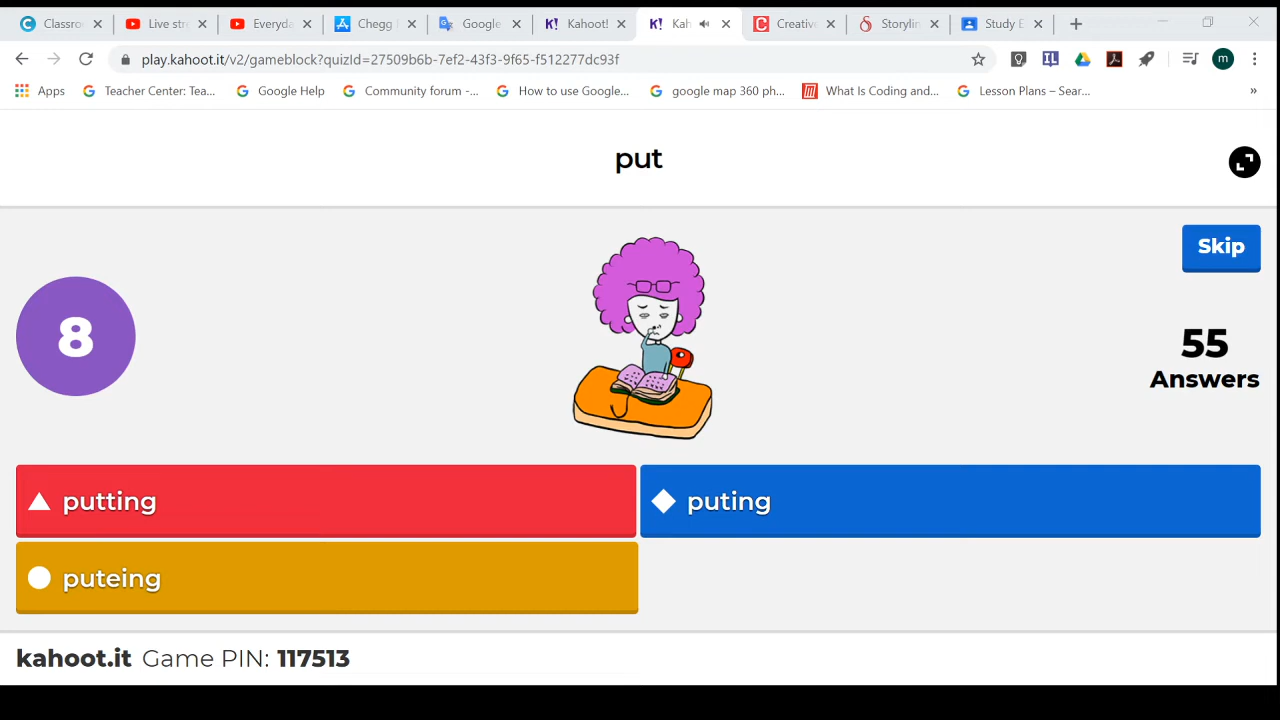 Classro
Live str
Everyda
Chegg
Google
Kahoot!
Kah
Creative
Storylin
Study E
play.kahoot.it/v2/gameblock?quizId=27509b6b-7ef2-43f3-9f65-f512277dc93f
IL
m
Apps
Teacher Center: Tea...
Google Help
Community forum -...
How to use Google...
google map 360 ph...
What Is Coding and...
Lesson Plans – Sear...
»
put
Skip
8
55
Answers
putting
puting
puteing
kahoot.it Game PIN: 117513